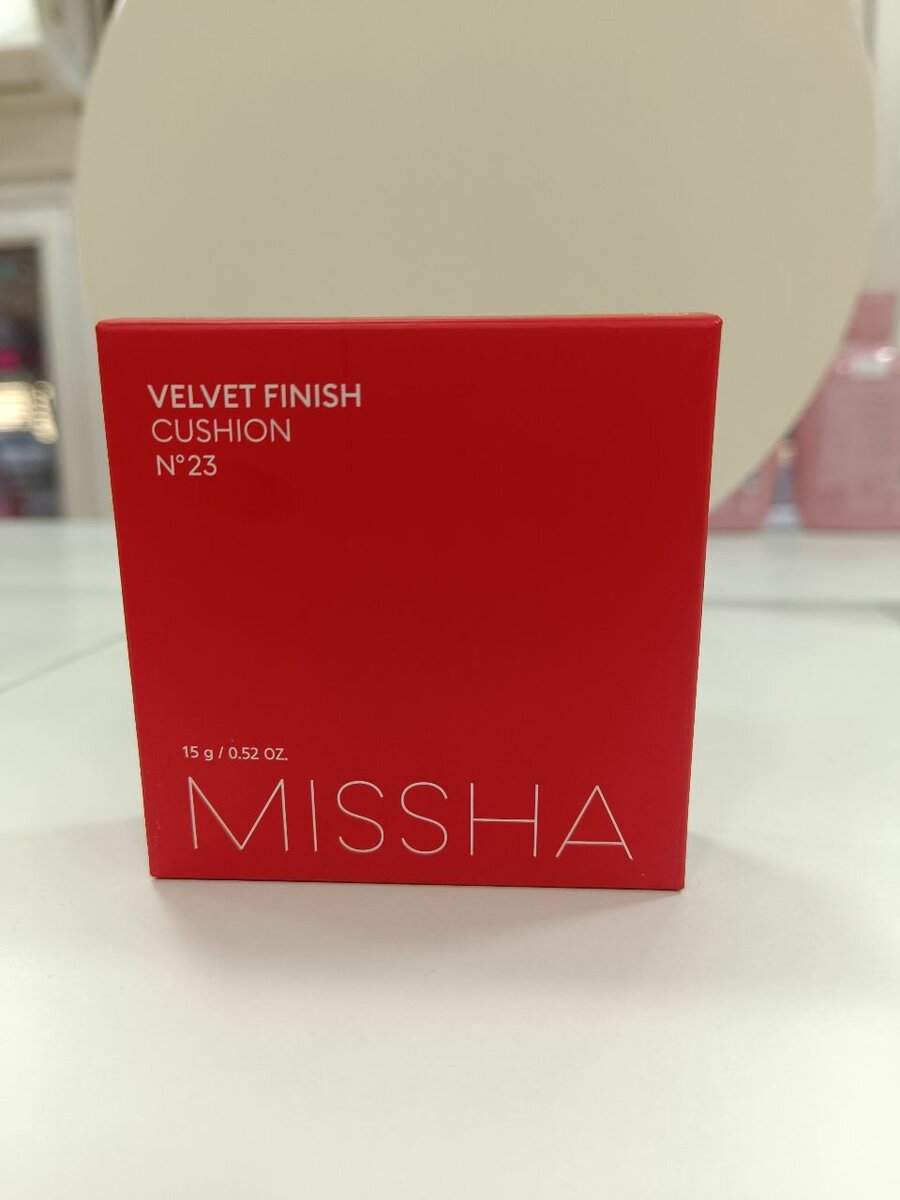 VELVET FINISH
CUSHION
N°23
15 g / 0.52 OZ.
MISSHA